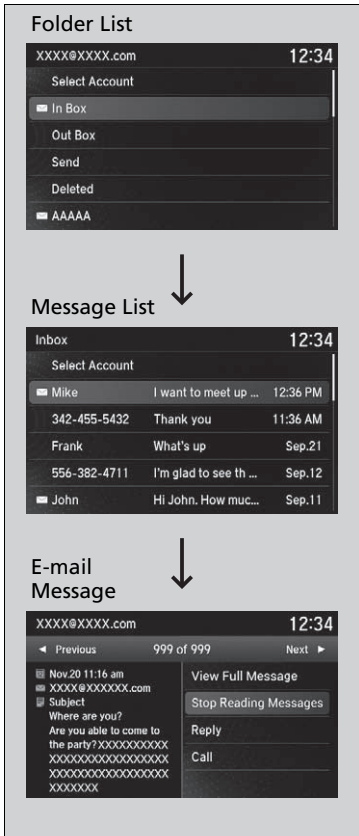 Folder List
XXXX@XXXX.com 12:34
Select Account
In Box
Out Box
Send
Deleted
AAAAA
Message List
Inbox 12:34
Select Account
Mike I want to meet up ... 12:36 PM
342-455-5432 Thank you 11:36 AM
Frank What's up Sep.21
556-382-4711 I'm glad to see th ... Sep.12
John Hi John. How muc... Sep.11
E-mail
Message
XXXX@XXXX.com 12:34
◄ Previous 999 of 999 Next ►
Nov.20 11:16 am
XXXX@XXXXXX.com
Subject
Where are you?
Are you able to come to
the party? XXXXXXXXXX
XXXXXXXXXXXXXXXXX
XXXXXXXXXXXXXXXXX
XXXXXXX
View Full Message
Stop Reading Messages
Reply
Call